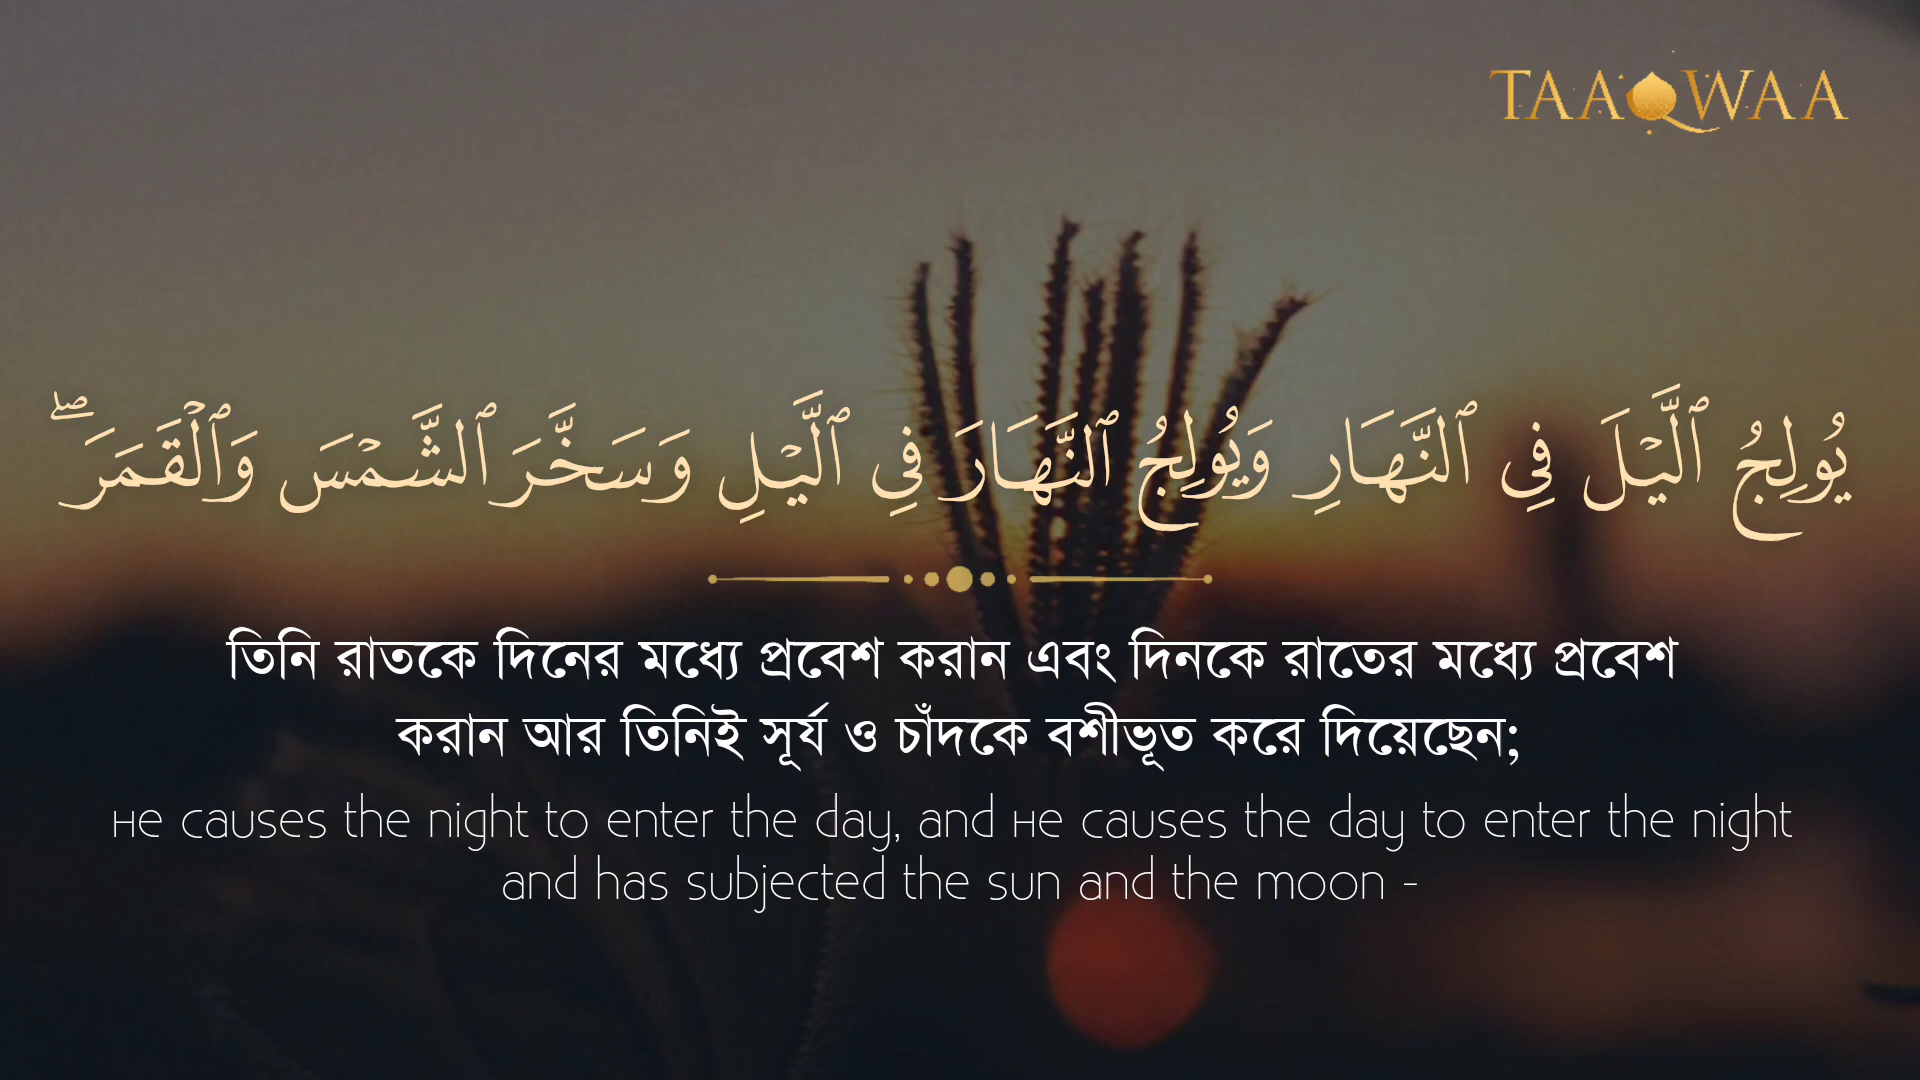 TAAQWAA
يُولِجُ ٱلَّيْلَ فِى ٱلنَّهَارِ وَيُولِجُ ٱلنَّهَارَ فِى ٱلَّيْلِ وَسَخَّرَ ٱلشَّمْسَ وَٱلْقَمَرَ ۖ
তিনি রাতকে দিনের মধ্যে প্রবেশ করান এবং দিনকে রাতের মধ্যে প্রবেশ
করান আর তিনিই সূর্য ও চাঁদকে বশীভূত করে দিয়েছেন;
He causes the night to enter the day, and He causes the day to enter the night
and has subjected the sun and the moon -